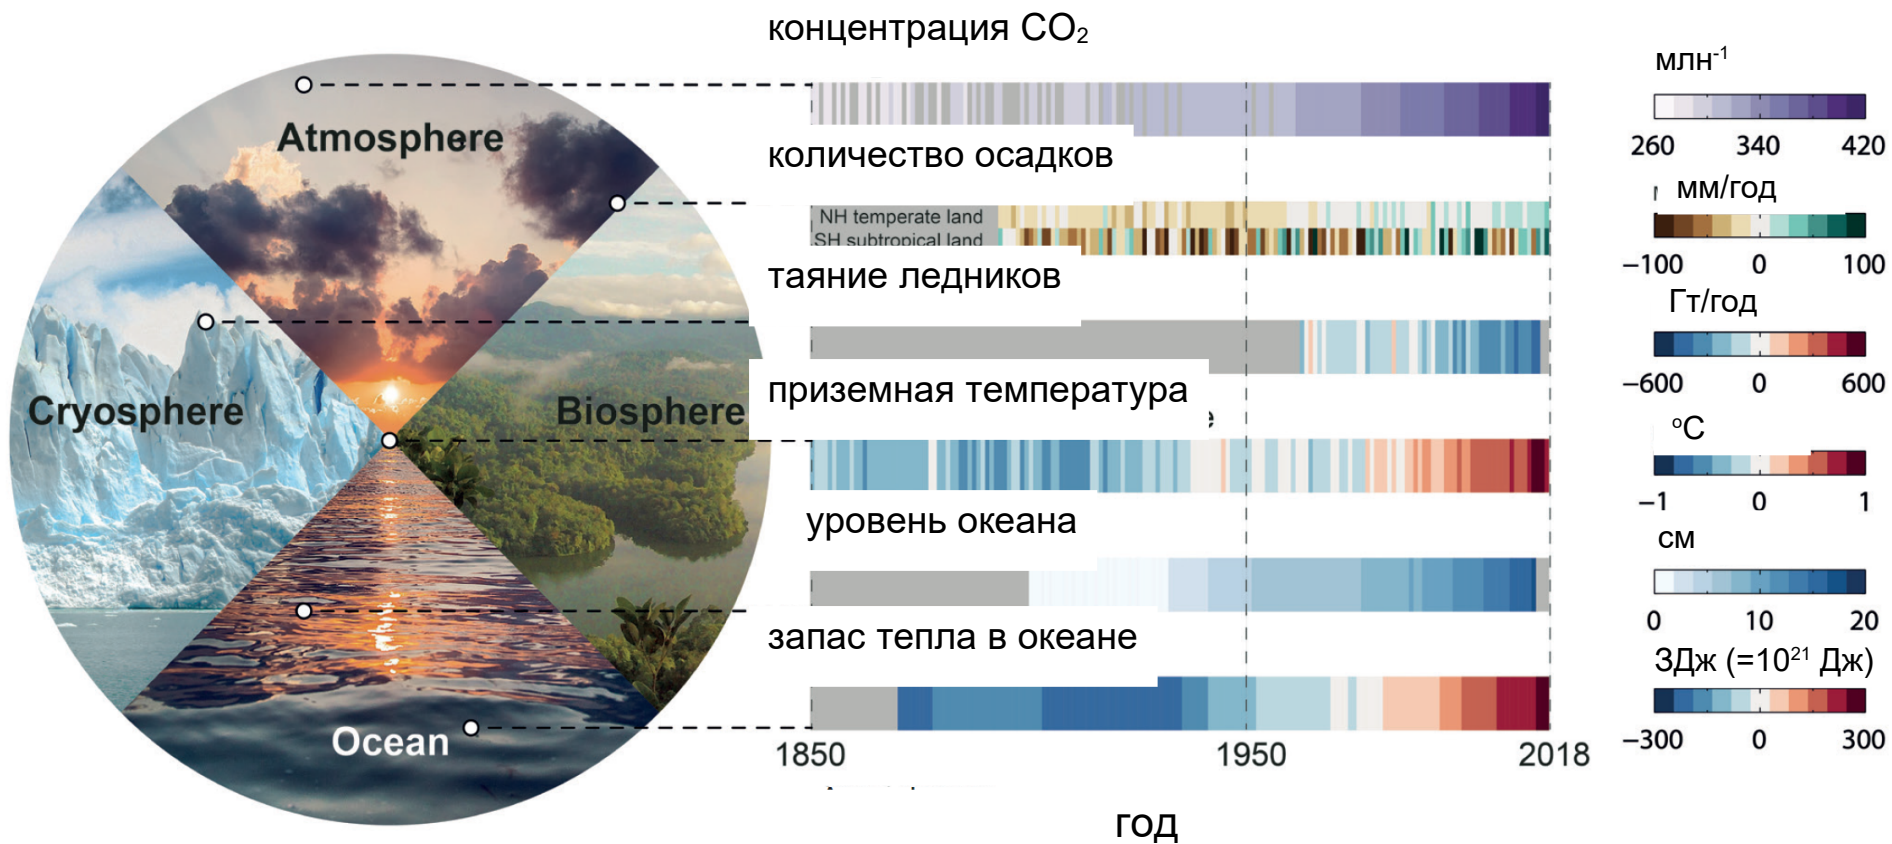 концентрация CO₂
млн⁻¹
Atmosphere
260 340 420
количество осадков
мм/год
NH temperate land
SH subtropical land
−100 0 100
таяние ледников
Гт/год
−600 0 600
приземная температура
Cryosphere
Biosphere
e
°C
−1 0 1
уровень океана
см
0 10 20
запас тепла в океане
ЗДж (=10²¹ Дж)
Ocean
−300 0 300
1850 1950 2018
год